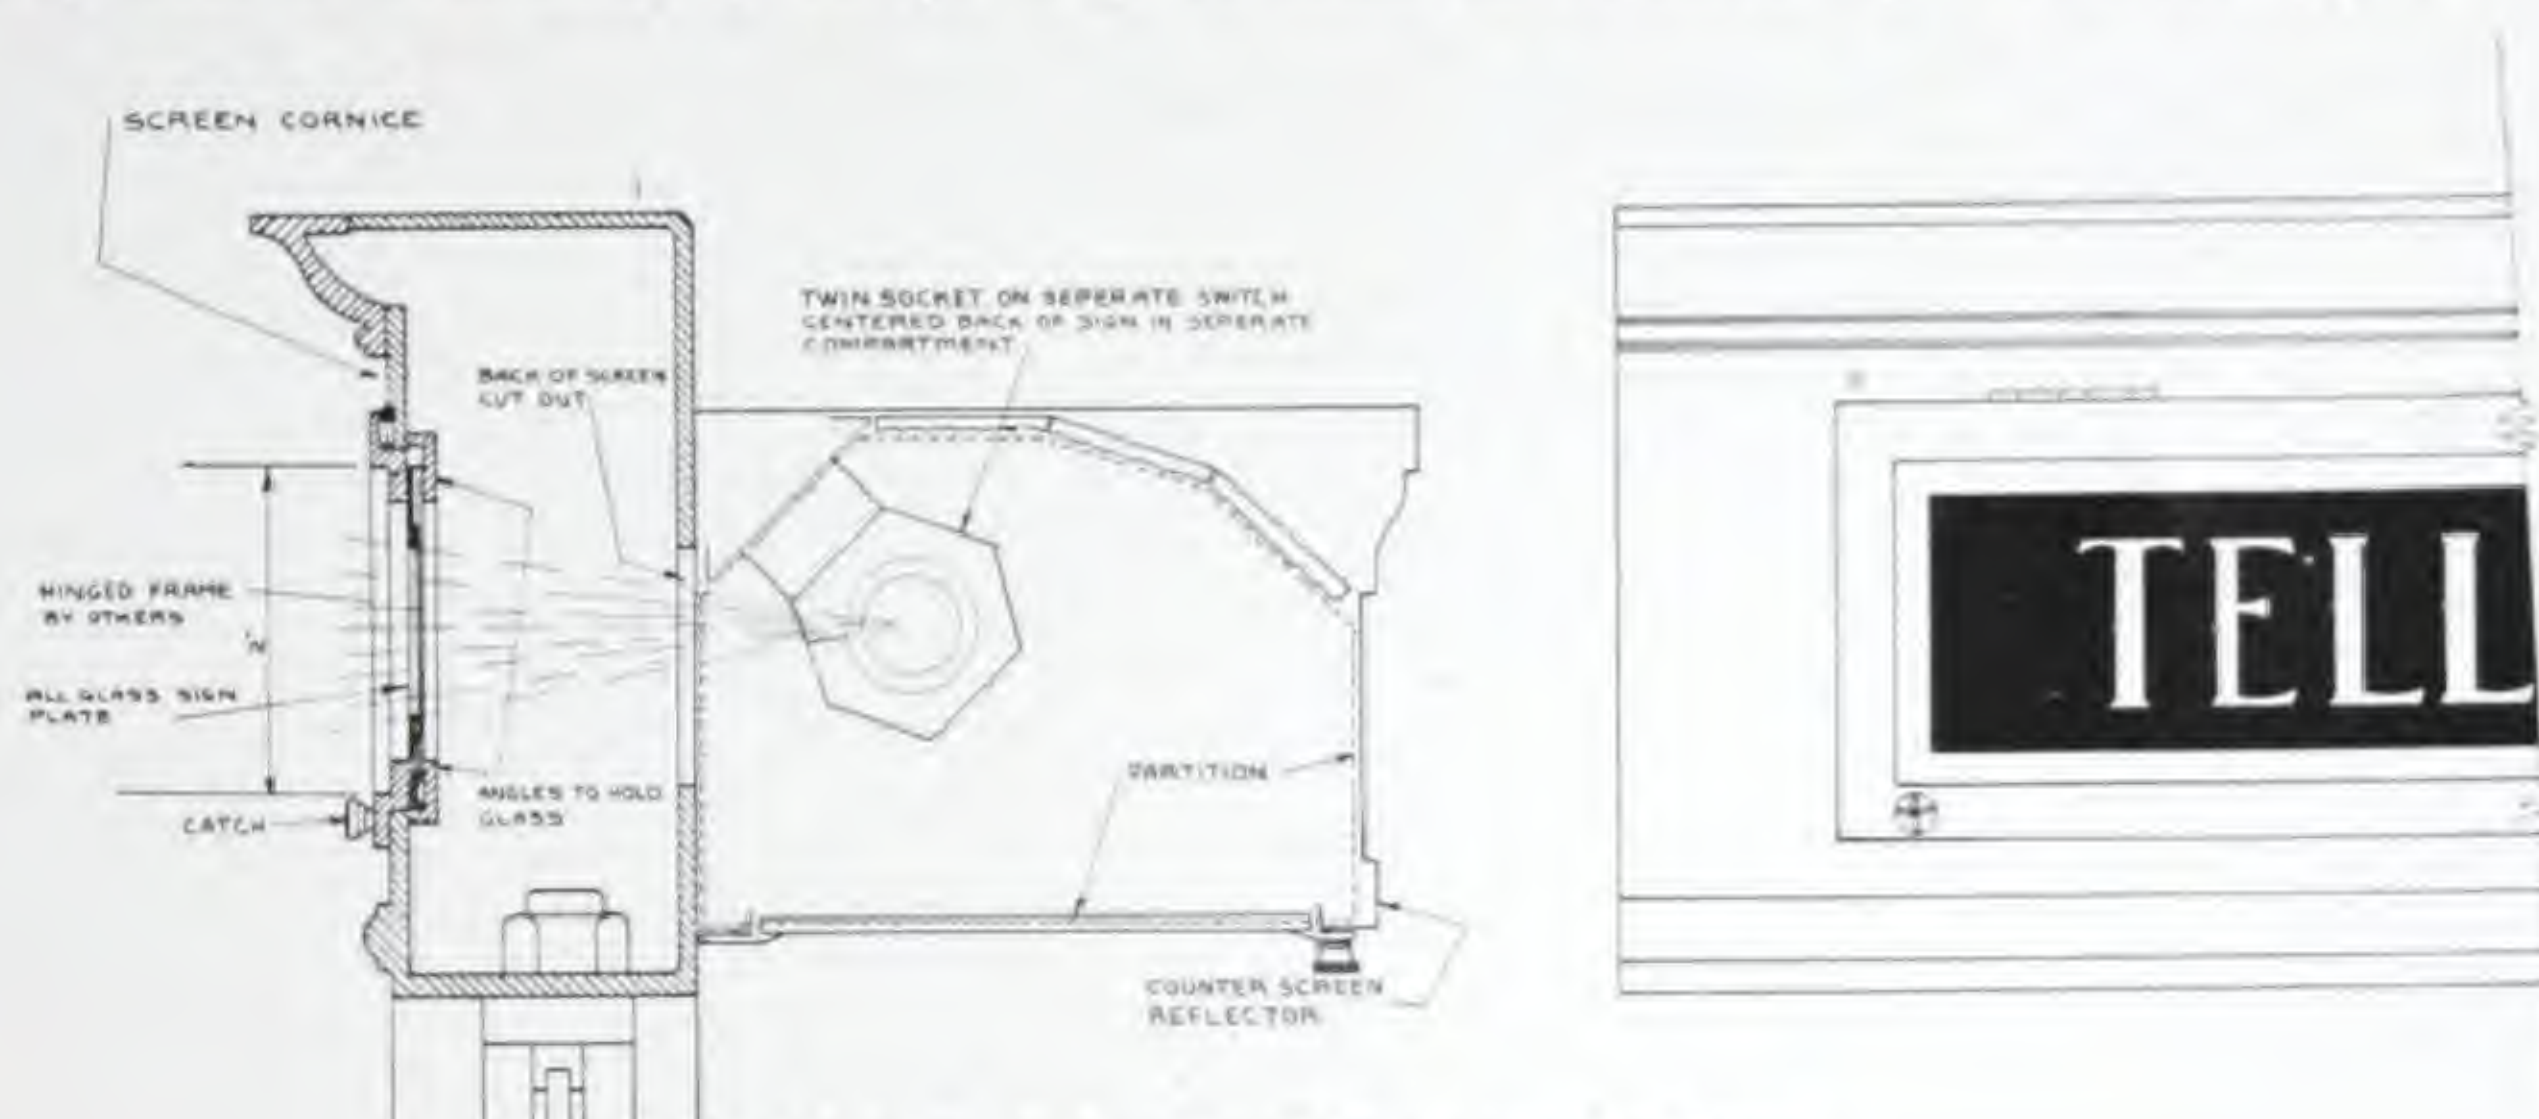 SCREEN CORNICE
TWIN SOCKET ON SEPERATE SWITCH
CENTERED BACK OF SIGN IN SEPERATE
COMPARTMENT
BACK OF SCREEN
CUT OUT
HINGED FRAME
BY OTHERS
ALL GLASS SIGN
PLATE
CATCH
ANGLES TO HOLD
GLASS
PARTITION
COUNTER SCREEN
REFLECTOR
TELL